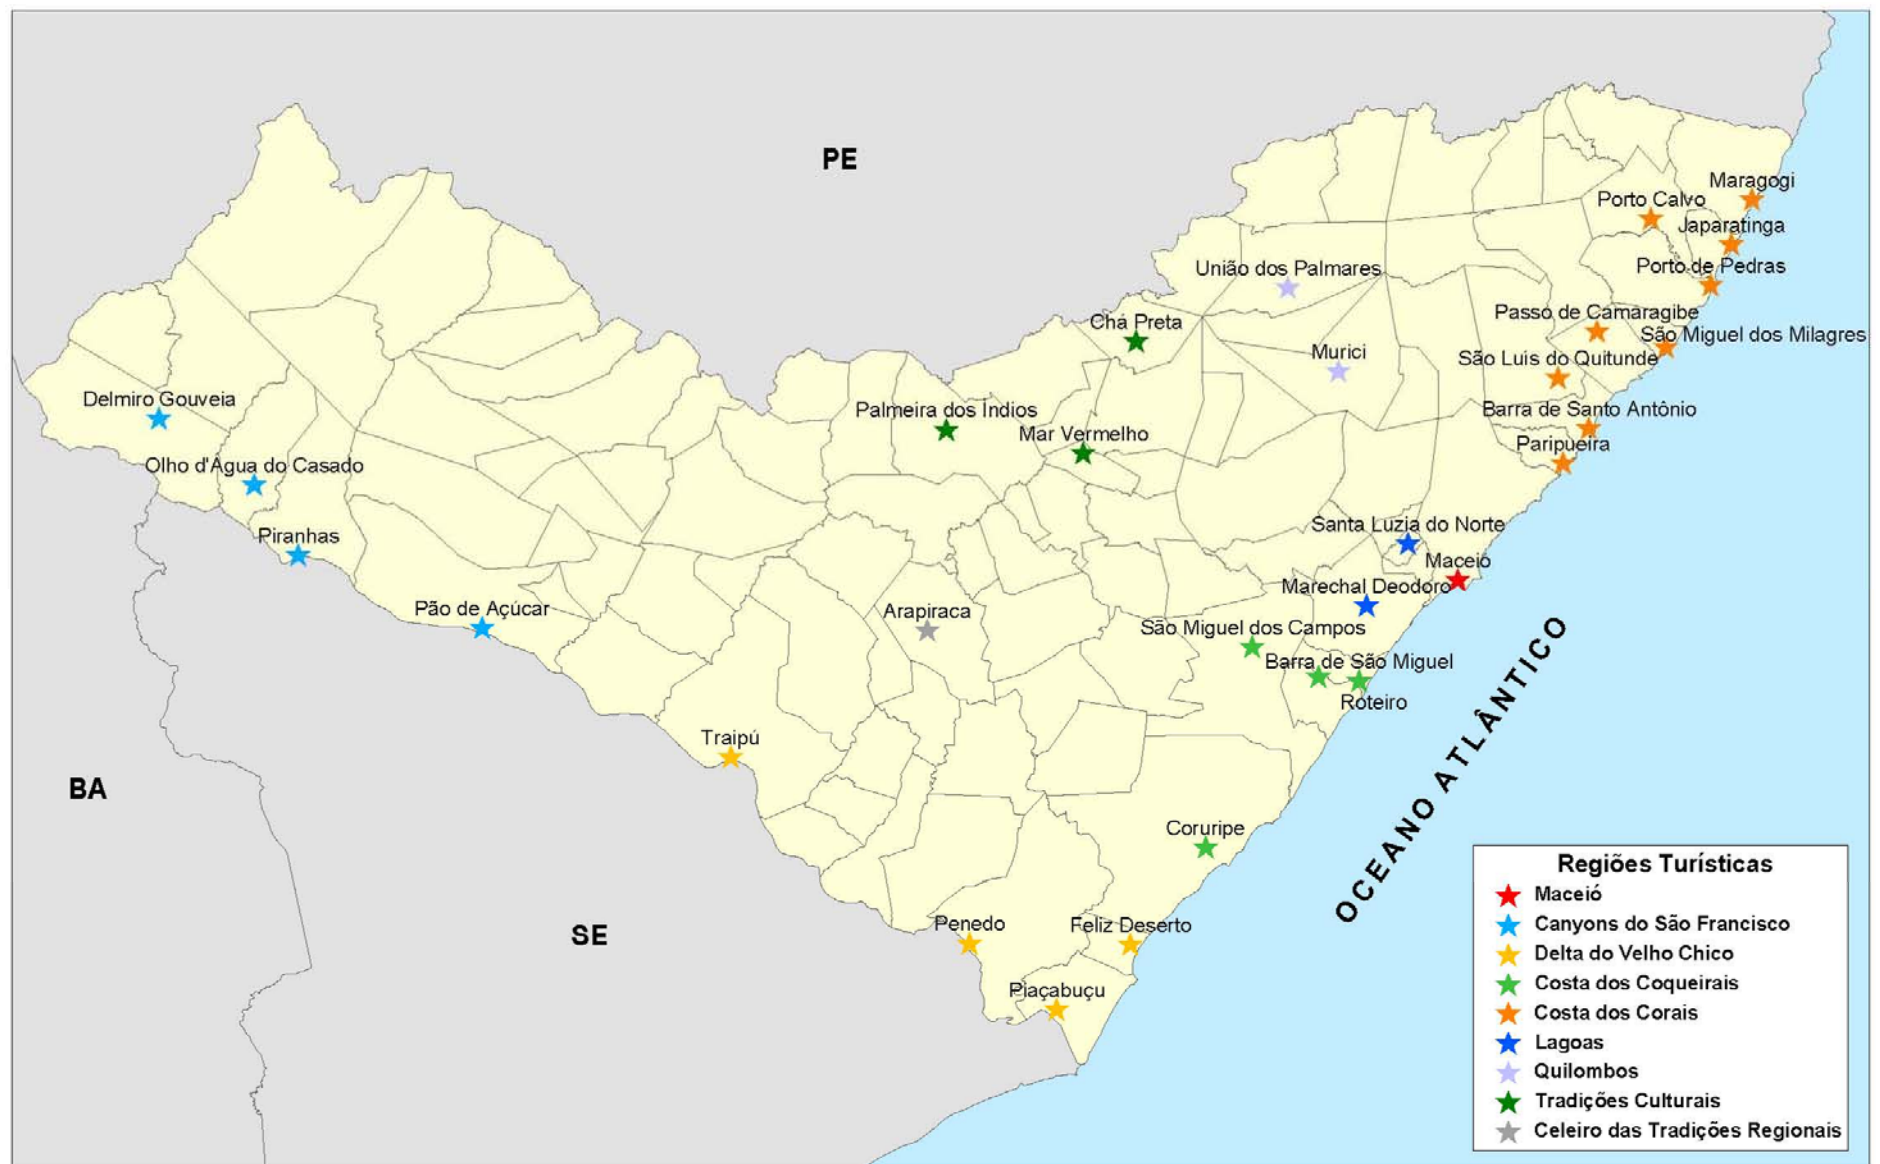 PE
Maragogi
Porto Calvo
Japaratinga
Porto de Pedras
União dos Palmares
Passo de Camaragibe
Chá Preta
São Miguel dos Milagres
Murici
São Luis do Quitunde
Delmiro Gouveia
Palmeira dos Índios
Barra de Santo Antônio
Mar Vermelho
Paripueira
Olho d'Água do Casado
Santa Luzia do Norte
Piranhas
Maceió
Marechal Deodoro
Pão de Açúcar
Arapiraca
São Miguel dos Campos
Barra de São Miguel
Roteiro
Traipú
BA
OCEANO ATLÂNTICO
Coruripe
Penedo
Feliz Deserto
SE
Piaçabuçu
Regiões Turísticas
Maceió
Canyons do São Francisco
Delta do Velho Chico
Costa dos Coqueirais
Costa dos Corais
Lagoas
Quilombos
Tradições Culturais
Celeiro das Tradições Regionais